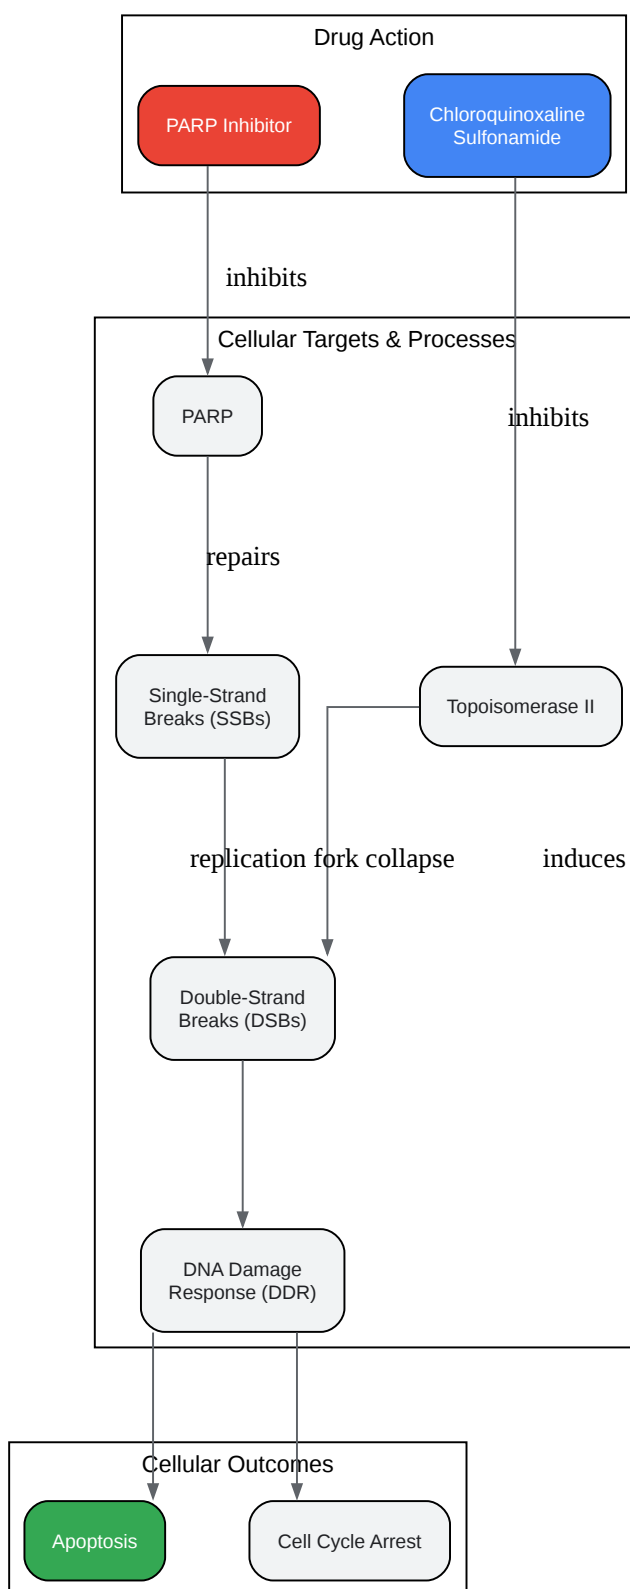 Drug Action
PARP Inhibitor
Chloroquinoxaline
Sulfonamide
inhibits
Cellular Targets & Processes
PARP
inhibits
repairs
Single-Strand
Breaks (SSBs)
Topoisomerase II
replication fork collapse
induces
Double-Strand
Breaks (DSBs)
DNA Damage
Response (DDR)
Cellular Outcomes
Apoptosis
Cell Cycle Arrest